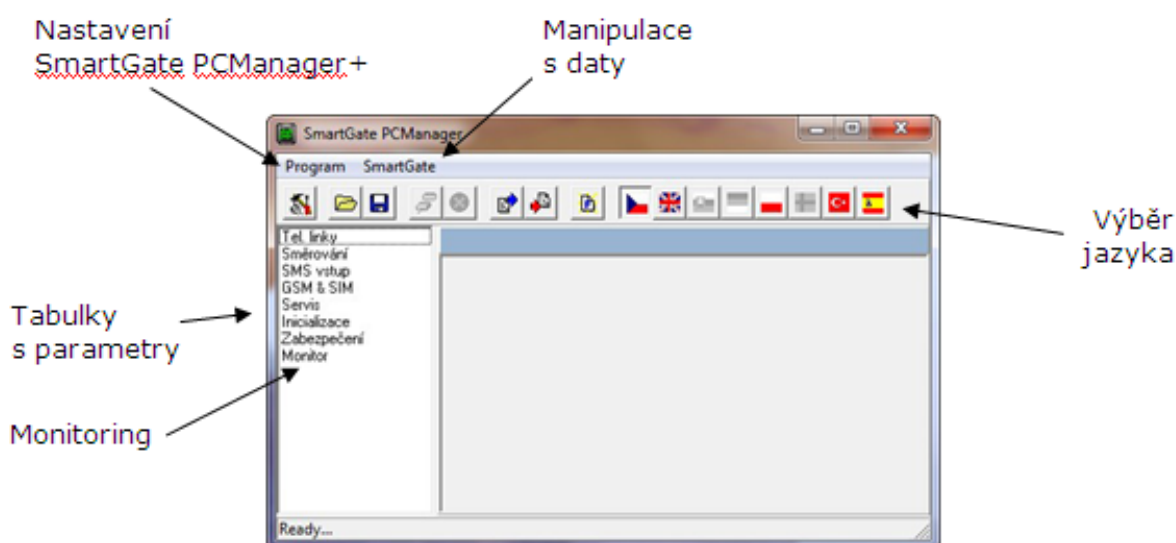 Nastavení
SmartGate PCManager+
Manipulace
s daty
SmartGate PCManager
Program SmartGate
Tel. linky
Směrování
SMS vstup
GSM & SIM
Servis
Inicializace
Zabezpečení
Monitor
Výběr
jazyka
Tabulky
s parametry
Monitoring
Ready...